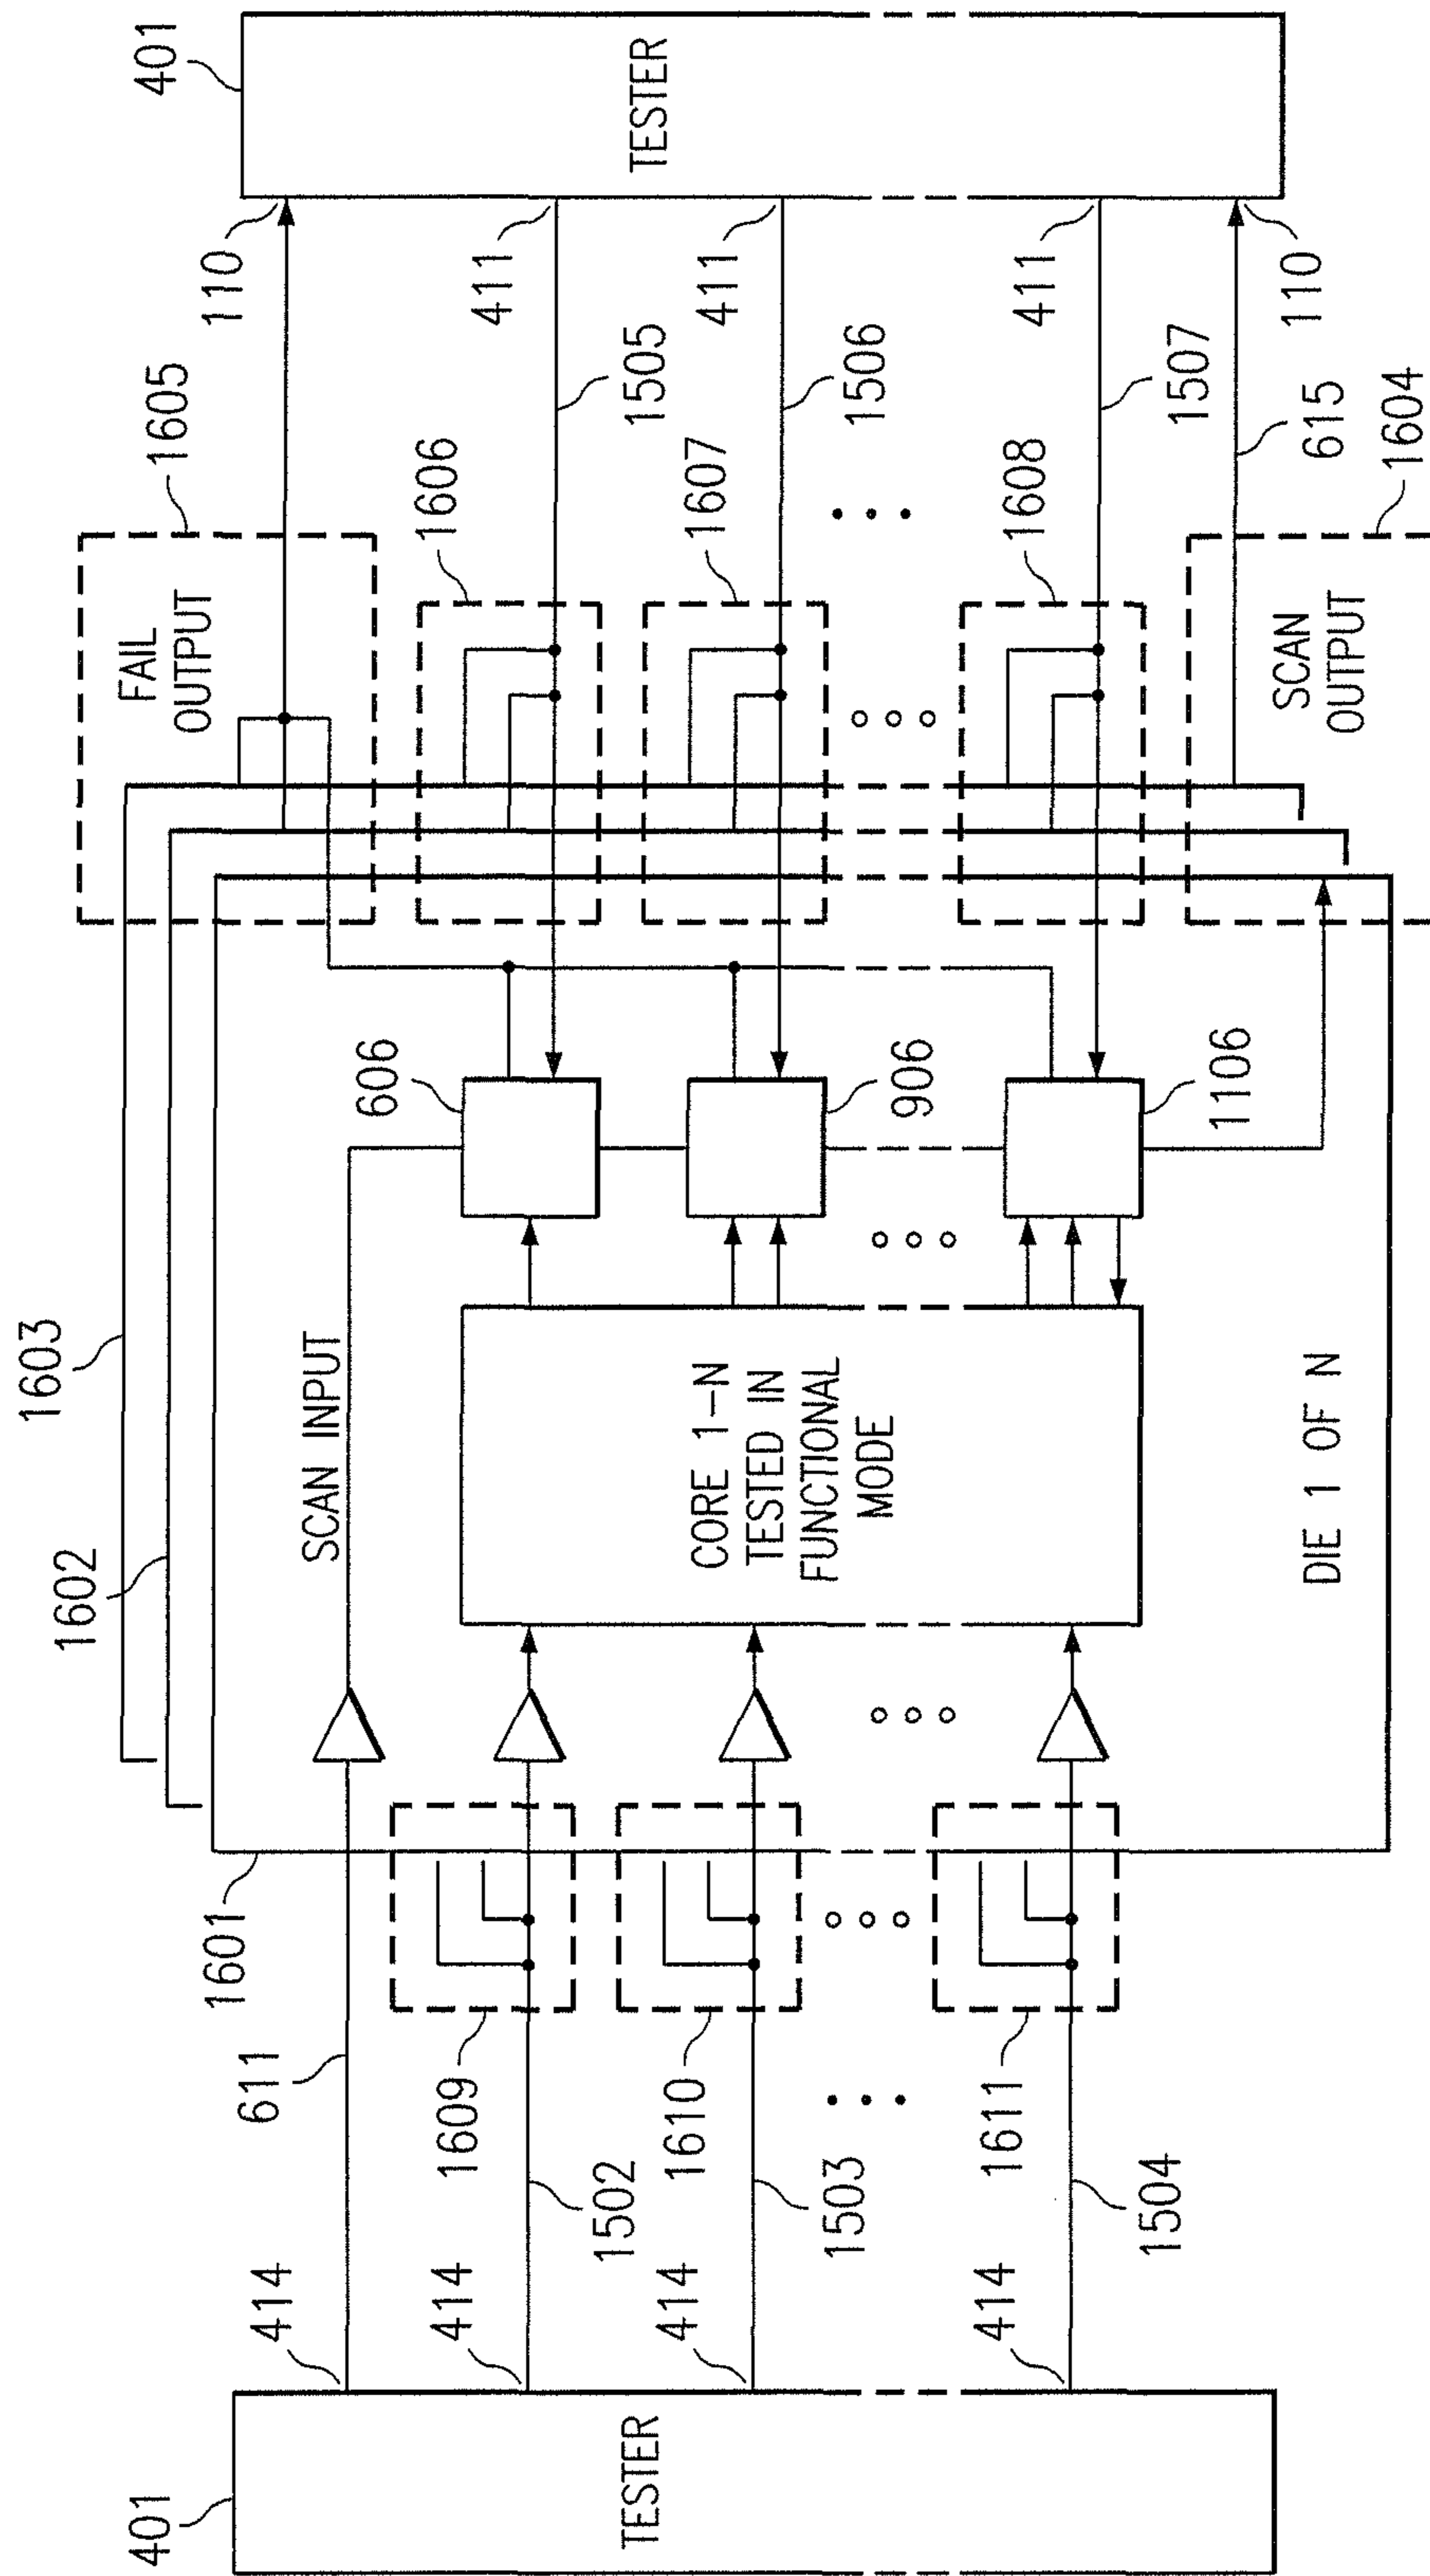 401
TESTER
414
414
414
414
611
1502
1503
1504
1609
1610
1611
1601
1602
1603
SCAN INPUT
CORE 1-N
TESTED IN
FUNCTIONAL
MODE
DIE 1 OF N
606
906
1106
FAIL
OUTPUT
1605
1606
1607
1608
SCAN
OUTPUT
1604
1505
1506
1507
615
110
411
411
411
110
401
TESTER